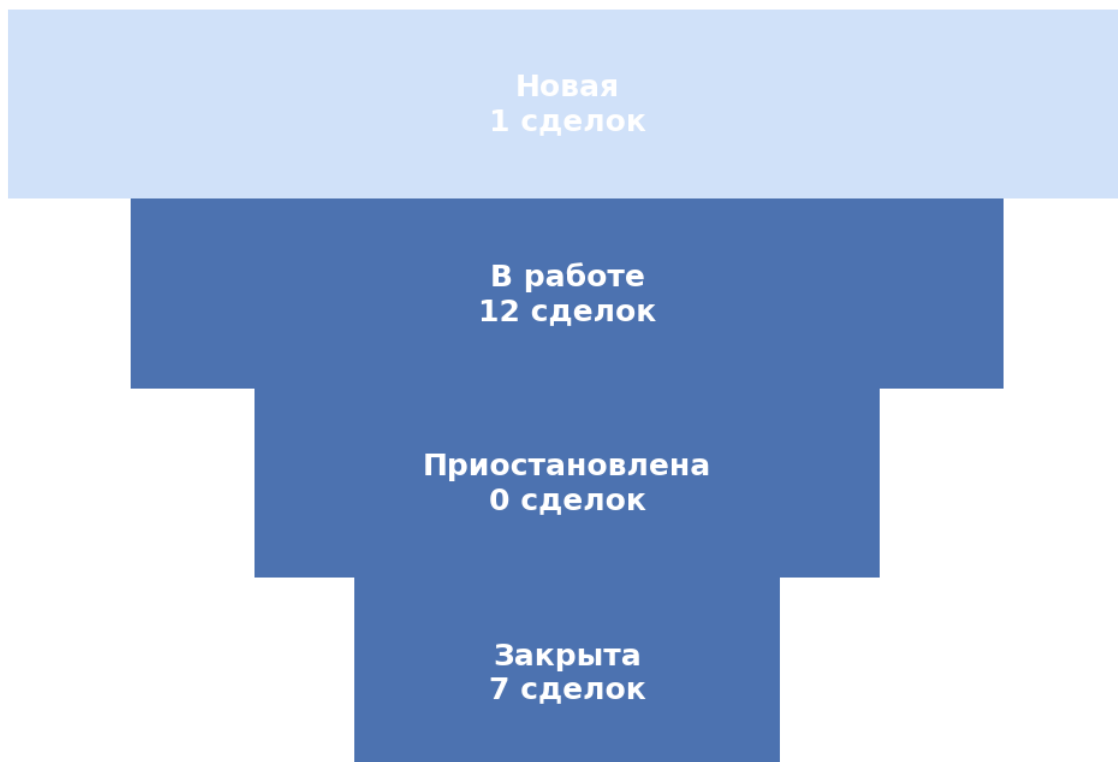 Новая
1 сделок
В работе
12 сделок
Приостановлена
0 сделок
Закрыта
7 сделок